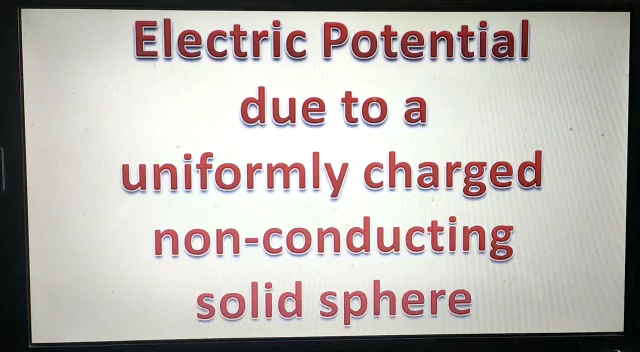 Electric Potential
due to a
uniformly charged
non-conducting
solid sphere